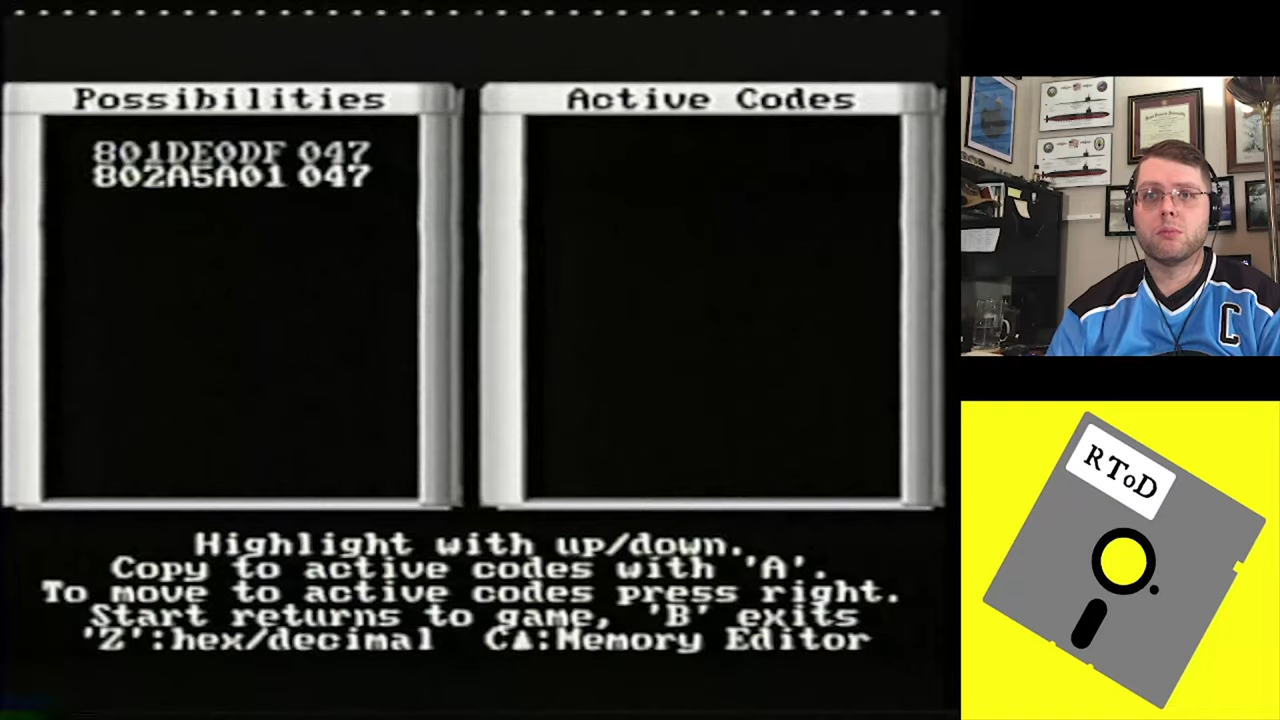 Possibilities
801DE0DF 047
802A5A01 047
Active Codes
Highlight with up/down.
Copy to active codes with 'A'.
To move to active codes press right.
Start returns to game, 'B' exits
'Z':hex/decimal C▲:Memory Editor
C
RToD